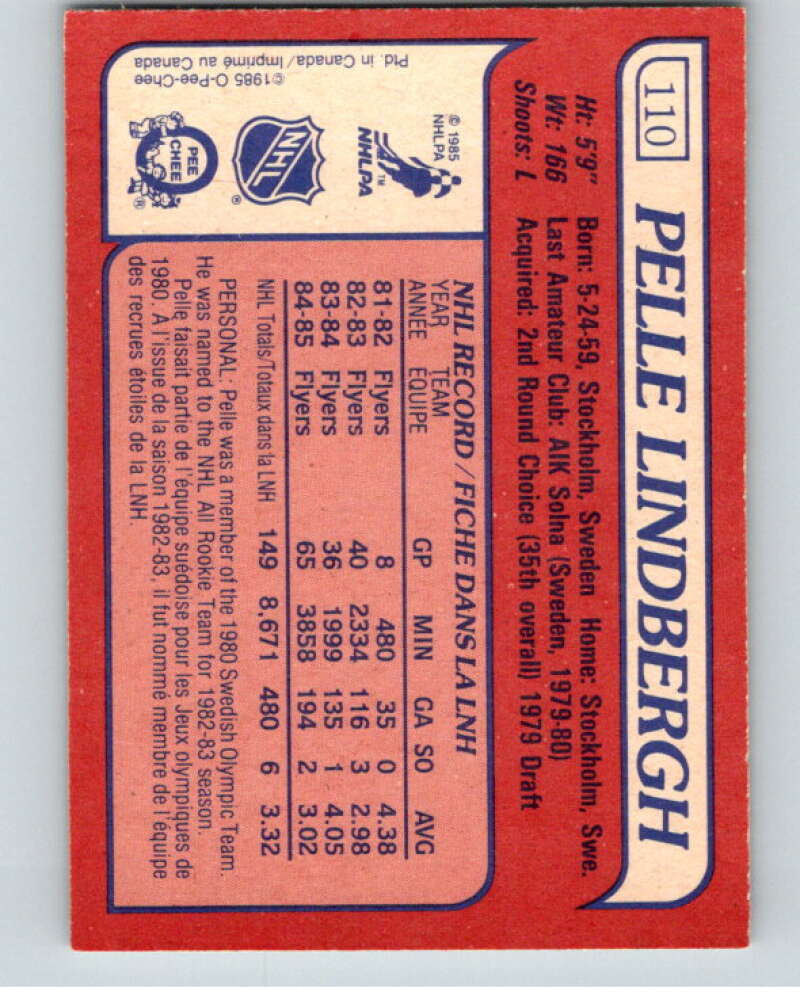 110
PELLE LINDBERGH
Ht: 5'9" Born: 5-24-59, Stockholm, Sweden Home: Stockholm, Swe.
Wt: 166 Last Amateur Club: AIK Solna (Sweden, 1979-80)
Shoots: L Acquired: 2nd Round Choice (35th overall) 1979 Draft
© 1985
NHLPA
™
NHLPA
NHL
®
O
PEE
CHEE
®
©1985 O-Pee-Chee
Ptd. in Canada/Imprimé au Canada
NHL RECORD/FICHE DANS LA LNH
YEAR TEAM
ANNÉE ÉQUIPE GP MIN GA SO AVG
81-82 Flyers 8 480 35 0 4.38
82-83 Flyers 40 2334 116 3 2.98
83-84 Flyers 36 1999 135 1 4.05
84-85 Flyers 65 3858 194 2 3.02
NHL Totals/Totaux dans la LNH 149 8,671 480 6 3.32
PERSONAL: Pelle was a member of the 1980 Swedish Olympic Team.
He was named to the NHL All Rookie Team for 1982-83 season.
Pelle faisait partie de l'équipe suédoise pour les Jeux olympiques de
1980. À l'issue de la saison 1982-83, il fut nommé membre de l'équipe
des recrues étoiles de la LNH.